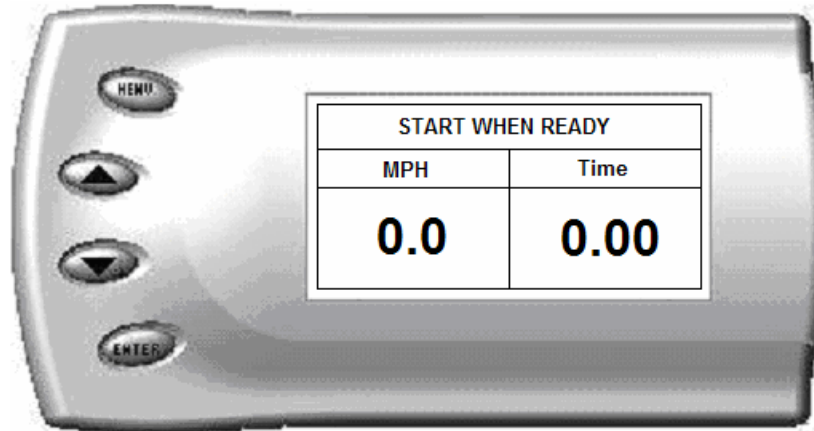 MENU
START WHEN READY
MPH Time
0.0 0.00
ENTER